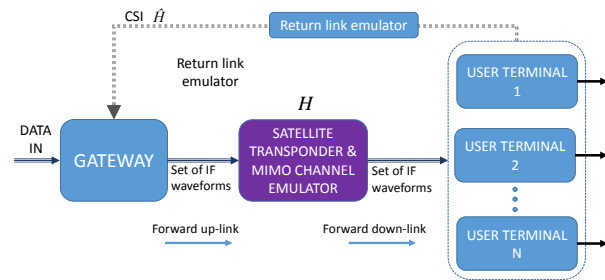 CSI Ĥ
Return link emulator
Return link
emulator
H
DATA
IN
GATEWAY
Set of IF
waveforms
SATELLITE
TRANSPONDER &
MIMO CHANNEL
EMULATOR
Set of IF
waveforms
USER TERMINAL
1
USER TERMINAL
2
USER TERMINAL
N
Forward up-link
Forward down-link